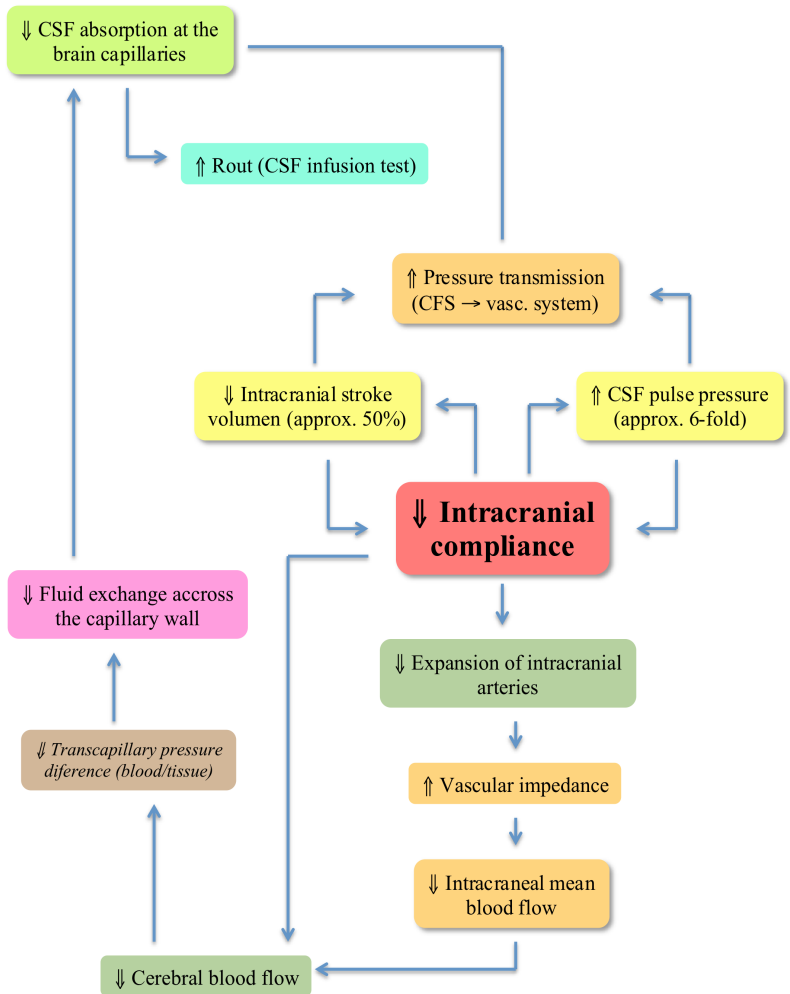 ⇓ CSF absorption at the
brain capillaries
⇑ Rout (CSF infusion test)
⇑ Pressure transmission
(CFS → vasc. system)
⇓ Intracranial stroke
volumen (approx. 50%)
⇑ CSF pulse pressure
(approx. 6-fold)
⇓ Intracranial
compliance
⇓ Fluid exchange accross
the capillary wall
⇓ Expansion of intracranial
arteries
⇓ Transcapillary pressure
diference (blood/tissue)
⇑ Vascular impedance
⇓ Intracraneal mean
blood flow
⇓ Cerebral blood flow